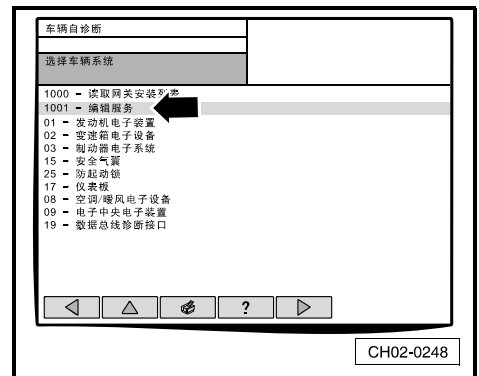 车辆自诊断
选择车辆系统
1000 - 读取网关安装列表
1001 - 编辑服务
01 - 发动机电子装置
02 - 变速箱电子设备
03 - 制动器电子系统
15 - 安全气翼
25 - 防起动锁
17 - 仪表板
08 - 空调/暖风电子设备
09 - 电子中央电子装置
19 - 数据总线诊断接口
?
CH02-0248